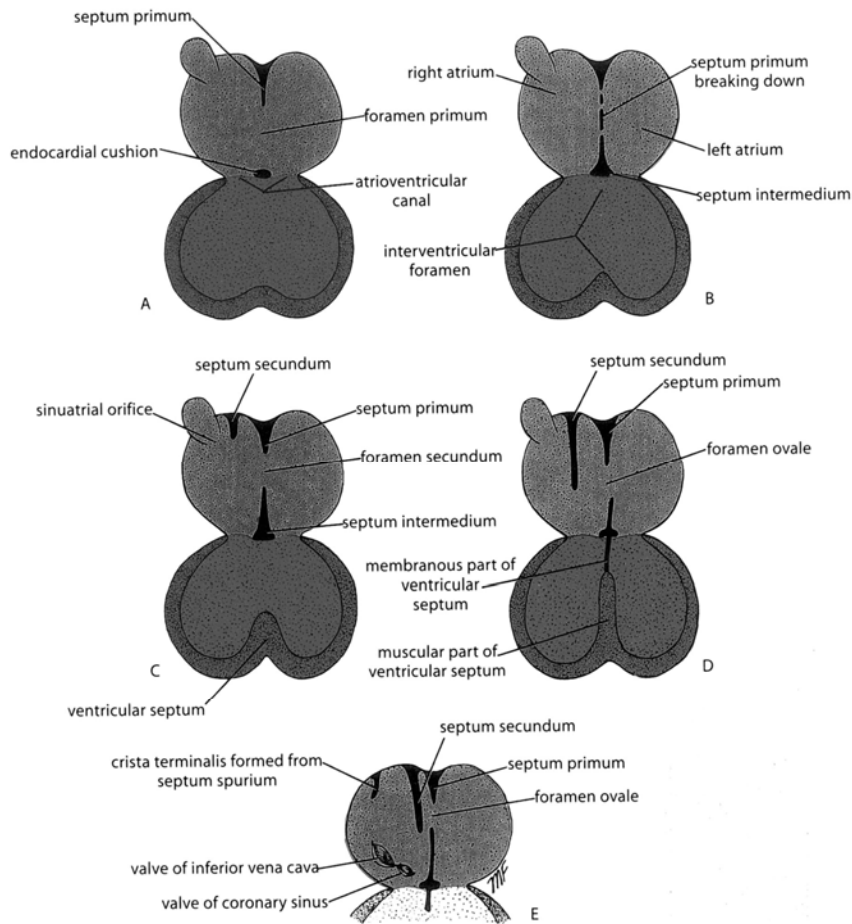 septum primum
foramen primum
endocardial cushion
atrioventricular
canal
A
right atrium
septum primum
breaking down
left atrium
septum intermedium
interventricular
foramen
B
septum secundum
sinuatrial orifice
septum primum
foramen secundum
septum intermedium
C
ventricular septum
septum secundum
septum primum
foramen ovale
membranous part of
ventricular
septum
muscular part of
ventricular septum
D
septum secundum
crista terminalis formed from
septum spurium
septum primum
foramen ovale
valve of inferior vena cava
valve of coronary sinus
MF
E